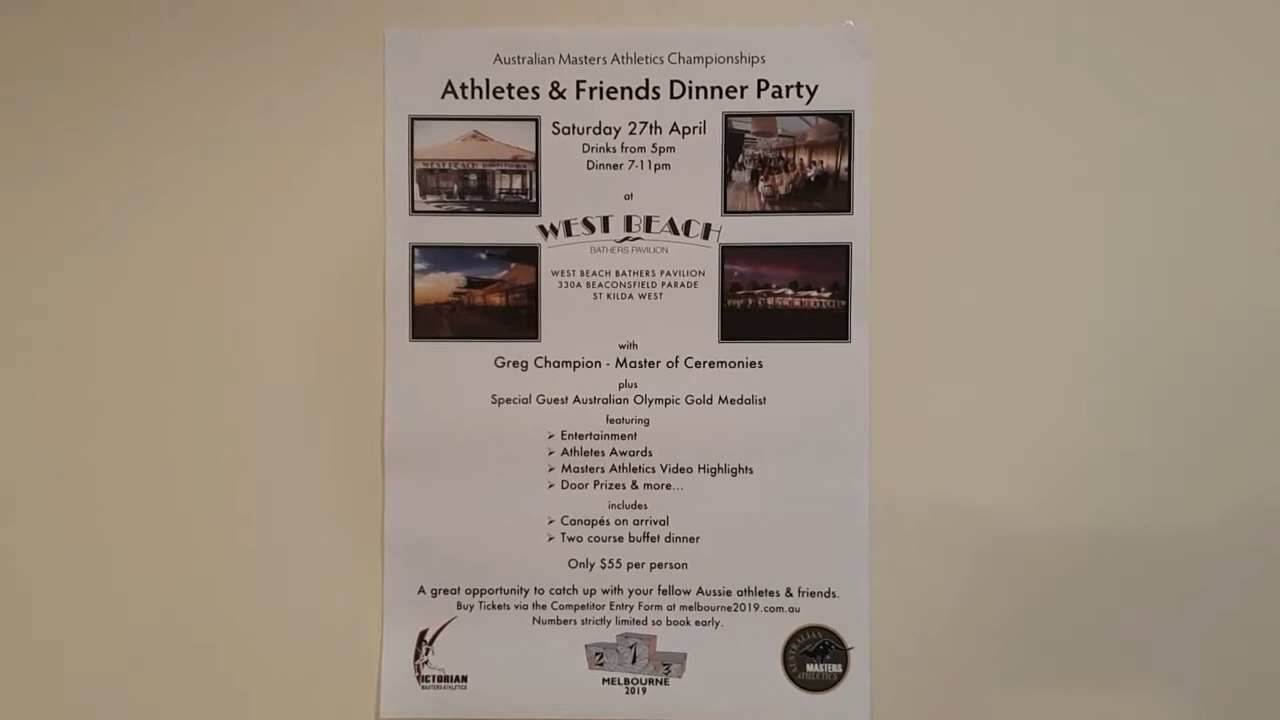 Australian Masters Athletics Championships
Athletes & Friends Dinner Party
Saturday 27th April
Drinks from 5pm
Dinner 7-11pm
at
WEST BEACH
WEST BEACH
BATHERS PAVILION
WEST BEACH BATHERS PAVILION
330A BEACONSFIELD PARADE
ST KILDA WEST
with
Greg Champion - Master of Ceremonies
plus
Special Guest Australian Olympic Gold Medalist
featuring
➢ Entertainment
➢ Athletes Awards
➢ Masters Athletics Video Highlights
➢ Door Prizes & more...
includes
➢ Canapés on arrival
➢ Two course buffet dinner
Only $55 per person
A great opportunity to catch up with your fellow Aussie athletes & friends.
Buy Tickets via the Competitor Entry Form at melbourne2019.com.au
Numbers strictly limited so book early.
VICTORIAN
MASTERS ATHLETICS
2 1 3
MELBOURNE
2019
AUSTRALIAN
MASTERS
ATHLETICS